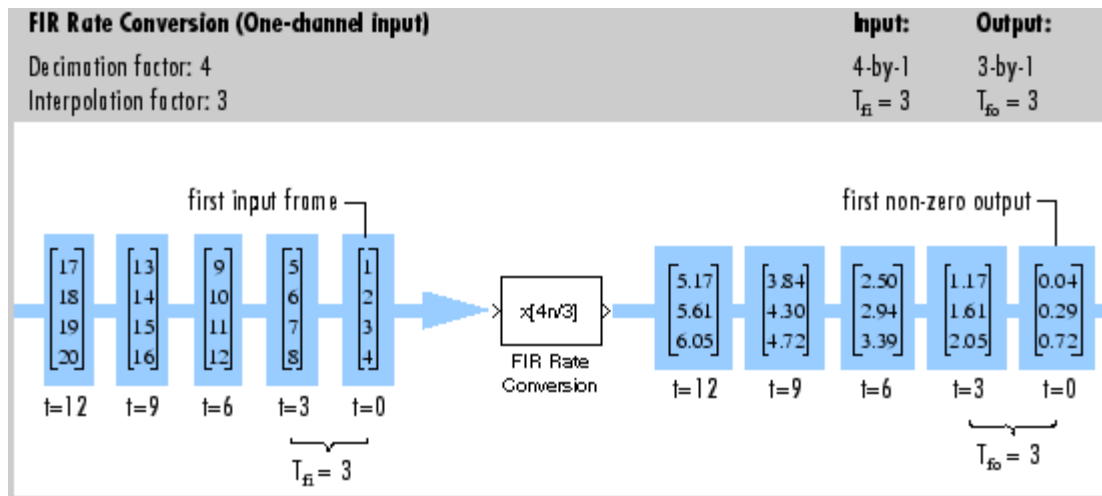 FIR Rate Conversion (One-channel input) Input: Output:
Decimation factor: 4 4-by-1 3-by-1
Interpolation factor: 3 Tfi = 3 Tfo = 3
first input frame first non-zero output
17 13 9 5 1 5.17 3.84 2.50 1.17 0.04
18 14 10 6 2 x[4n/3] 5.61 4.30 2.94 1.61 0.29
19 15 11 7 3 6.05 4.72 3.39 2.05 0.72
20 16 12 8 4
FIR Rate
Conversion
t=12 t=9 t=6 t=3 t=0 t=12 t=9 t=6 t=3 t=0
Tfi = 3 Tfo = 3